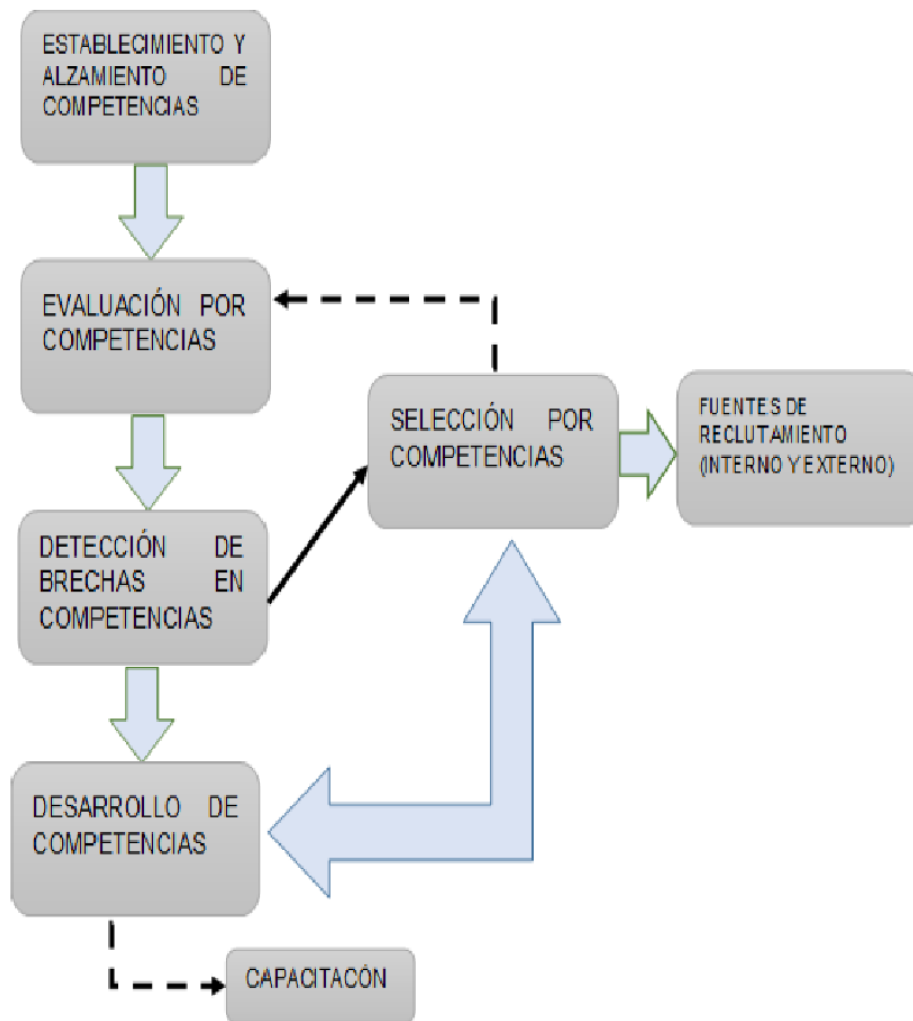 ESTABLECIMIENTO Y
ALZAMIENTO DE
COMPETENCIAS
EVALUACIÓN POR
COMPETENCIAS
SELECCIÓN POR
COMPETENCIAS
FUENTES DE
RECLUTAMIENTO
(INTERNO Y EXTERNO)
DETECCIÓN DE
BRECHAS EN
COMPETENCIAS
DESARROLLO DE
COMPETENCIAS
CAPACITACÓN